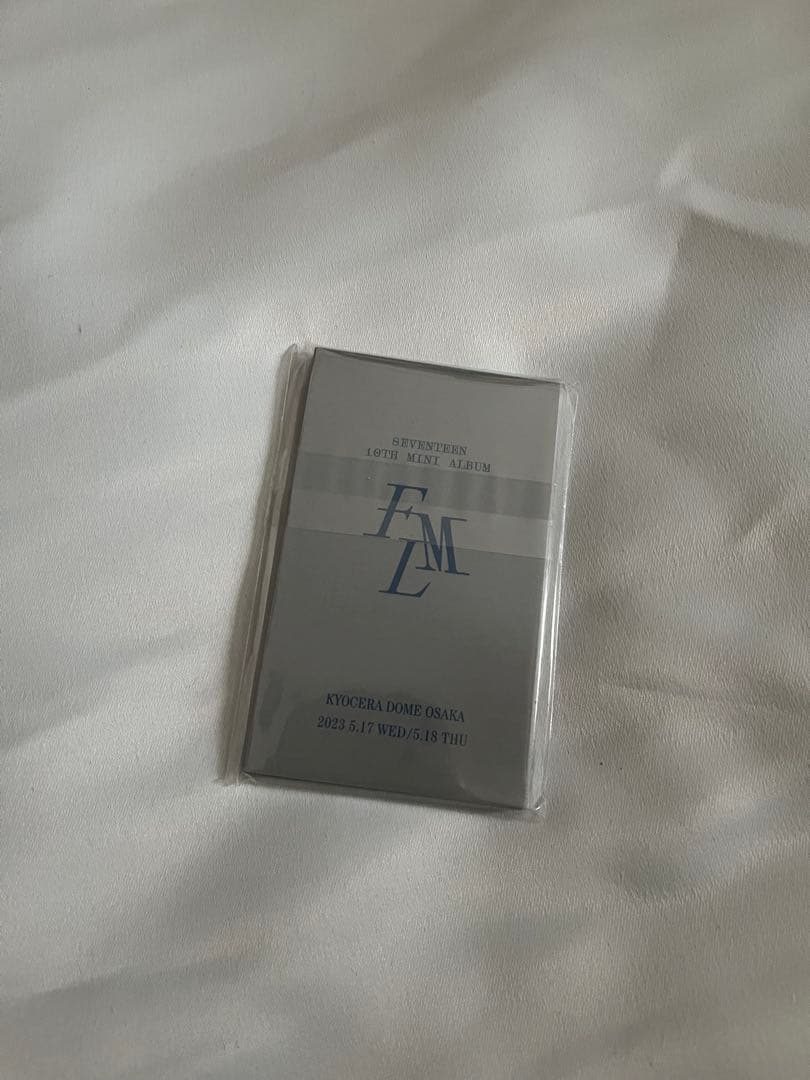 SEVENTEEN
10TH MINI ALBUM
FML
KYOCERA DOME OSAKA
2023 5.17 WED/5.18 THU